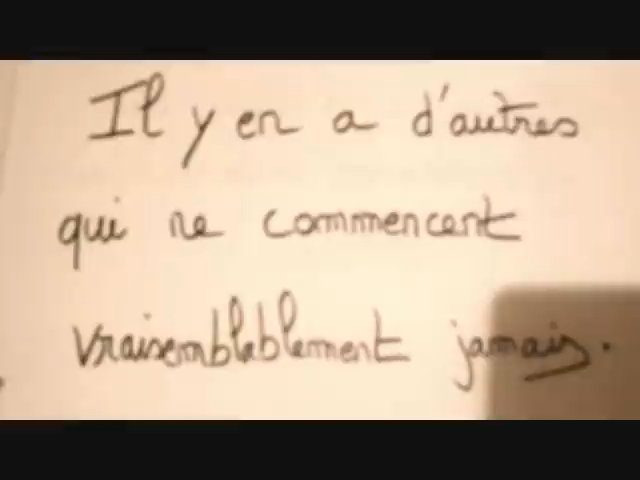 Il y en a d'autres
qui ne commencent
vraisemblablement jamais.